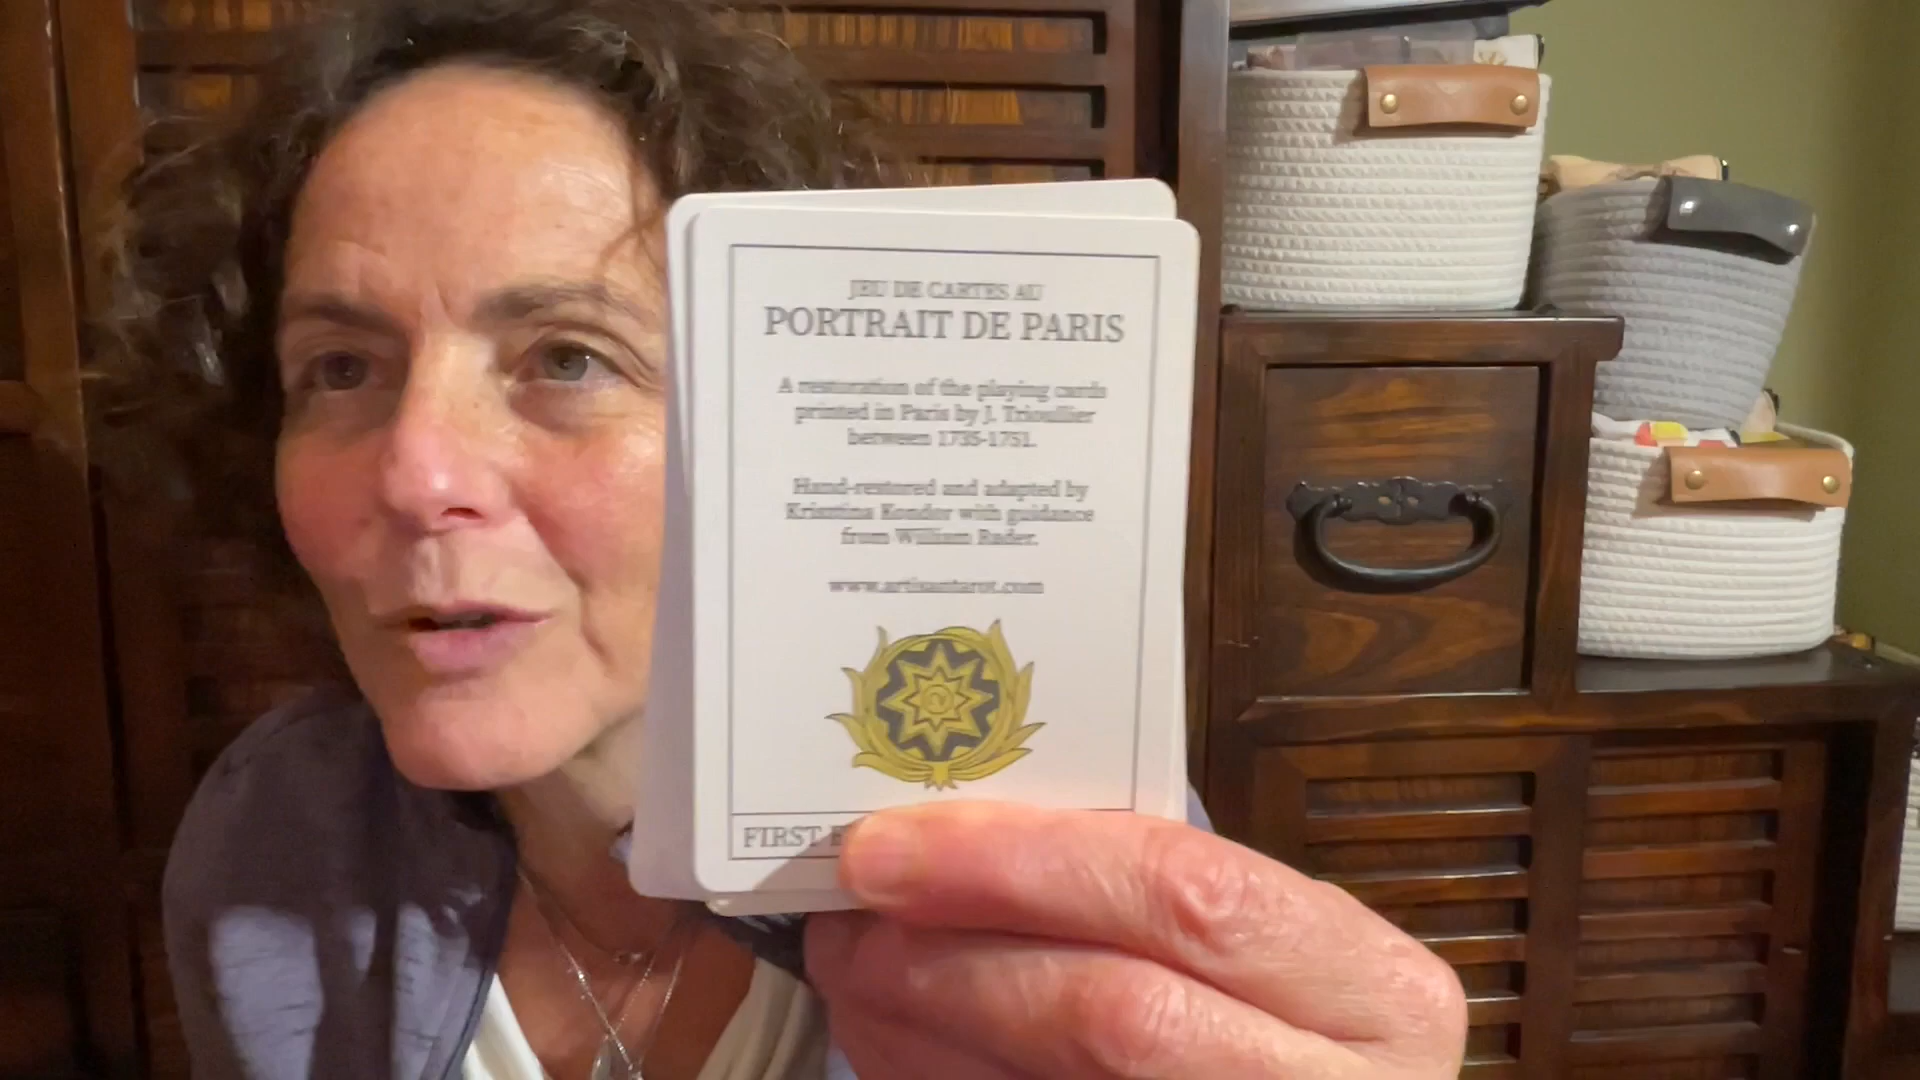 JEU DE CARTES AU
PORTRAIT DE PARIS
A restoration of the playing cards
printed in Paris by J. Trioullier
between 1735-1751.
Hand-restored and adapted by
Krisztina Kondor with guidance
from William Rader.
www.artisantarot.com
FIRST